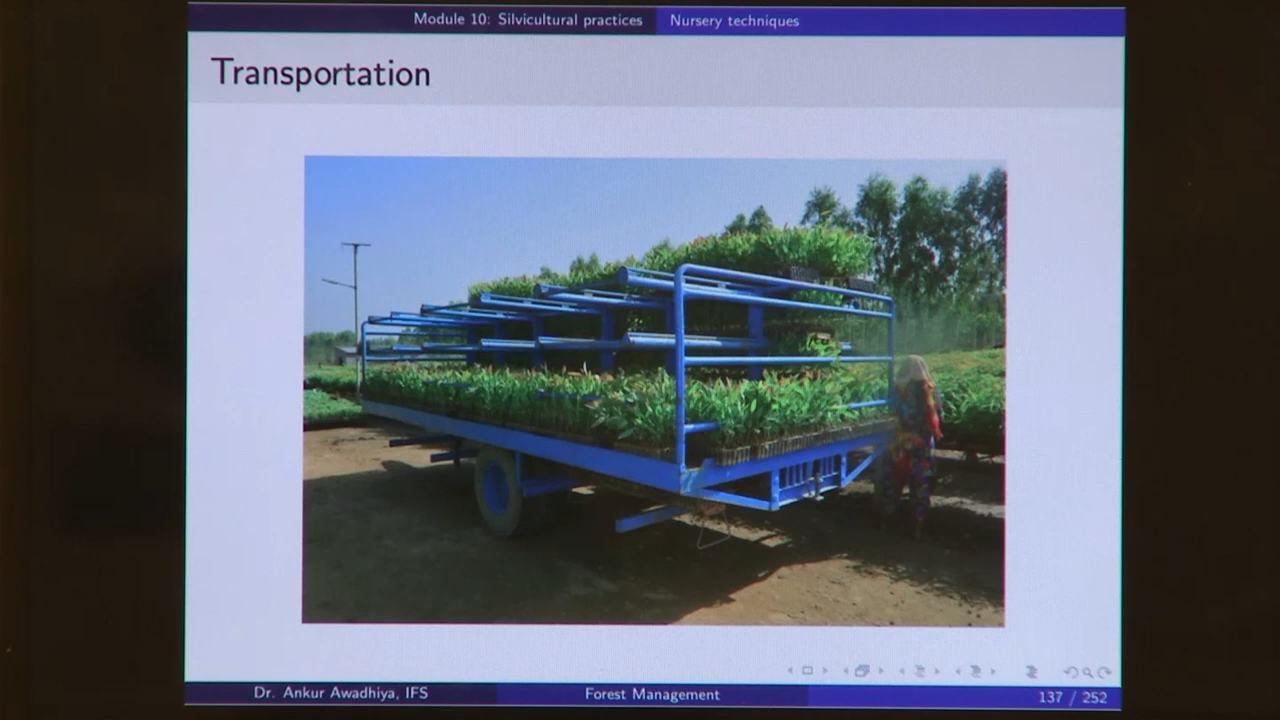 Module 10: Silvicultural practices Nursery techniques
Transportation
Dr. Ankur Awadhiya, IFS Forest Management 137 / 252